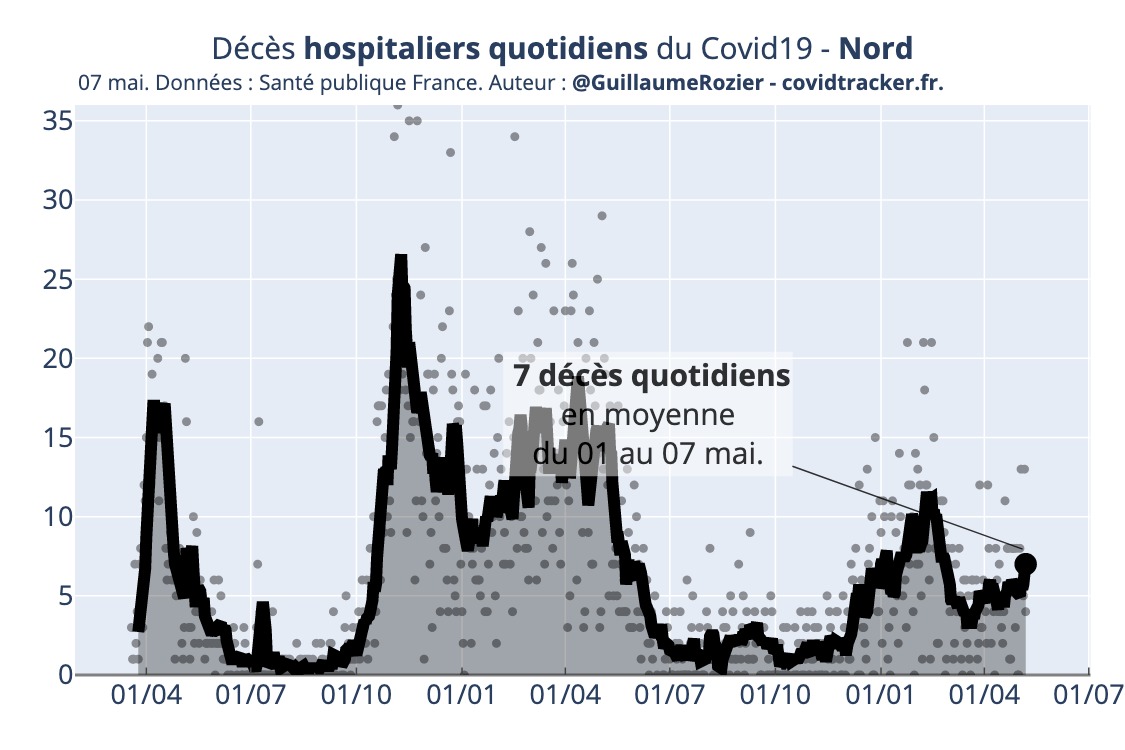 Décès hospitaliers quotidiens du Covid19 - Nord
07 mai. Données : Santé publique France. Auteur : @GuillaumeRozier - covidtracker.fr.
35
30
25
20
15
10
5
0
7 décès quotidiens
en moyenne
du 01 au 07 mai.
01/04 01/07 01/10 01/01 01/04 01/07 01/10 01/01 01/04 01/07